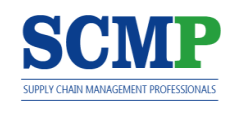 SCMP
SUPPLY CHAIN MANAGEMENT PROFESSIONALS